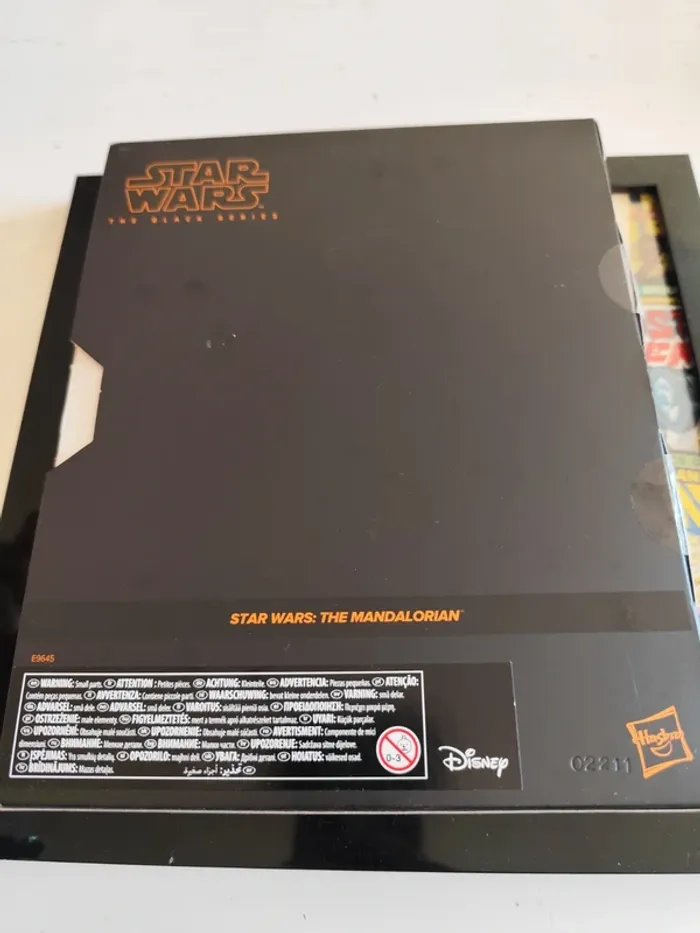 STAR
WARS
THE BLACK SERIES
STAR WARS: THE MANDALORIAN™
E9645
WARNING: Small parts. ATTENTION: Petites pièces. ACHTUNG: Kleinteile. ADVERTENCIA: Piezas pequeñas. ATENÇÃO:
Contém peças pequenas. AVVERTENZA: Contiene piccole parti. WAARSCHUWING: bevat kleine onderdelen. VARNING: små delar.
ADVARSEL: små dele. ADVARSEL: små deler. VAROITUS: sisältää pieniä osia. ΠΡΟΕΙΔΟΠΟΙΗΣΗ: Περιέχει μικρά μέρη.
OSTRZEŻENIE: małe elementy. FIGYELMEZTETÉS: mert a termék apró alkatrészeket tartalmaz. UYARI: Küçük parçalar.
UPOZORNĚNÍ: Obsahuje malé součásti. UPOZORNENIE: Obsahuje malé súčasti. AVERTISMENT: Componente de mici
dimensiuni. ВНИМАНИЕ: Мелкие детали. ВНИМАНИЕ: Малки части. UPOZORENJE: Sadržava sitne dijelove.
ĮSPĖJIMAS: Yra smulkių detalių. OPOZORILO: majhni deli. УВАГА: Дрібні деталі. HOIATUS: väikesed osad.
BRĪDINĀJUMS: Mazas detaļas. تحذير: أجزاء صغيرة
0-3
Disney
02211
Hasbro